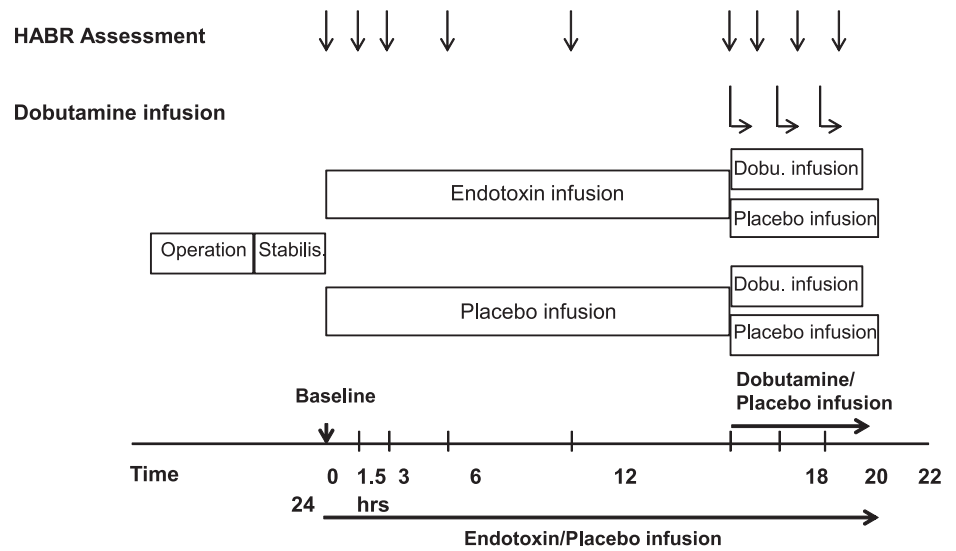 HABR Assessment
Dobutamine infusion
Dobu. infusion
Endotoxin infusion
Placebo infusion
Operation Stabilis.
Dobu. infusion
Placebo infusion
Placebo infusion
Baseline
Dobutamine/
Placebo infusion
Time 0 1.5 3 6 12 18 20 22
24 hrs
Endotoxin/Placebo infusion